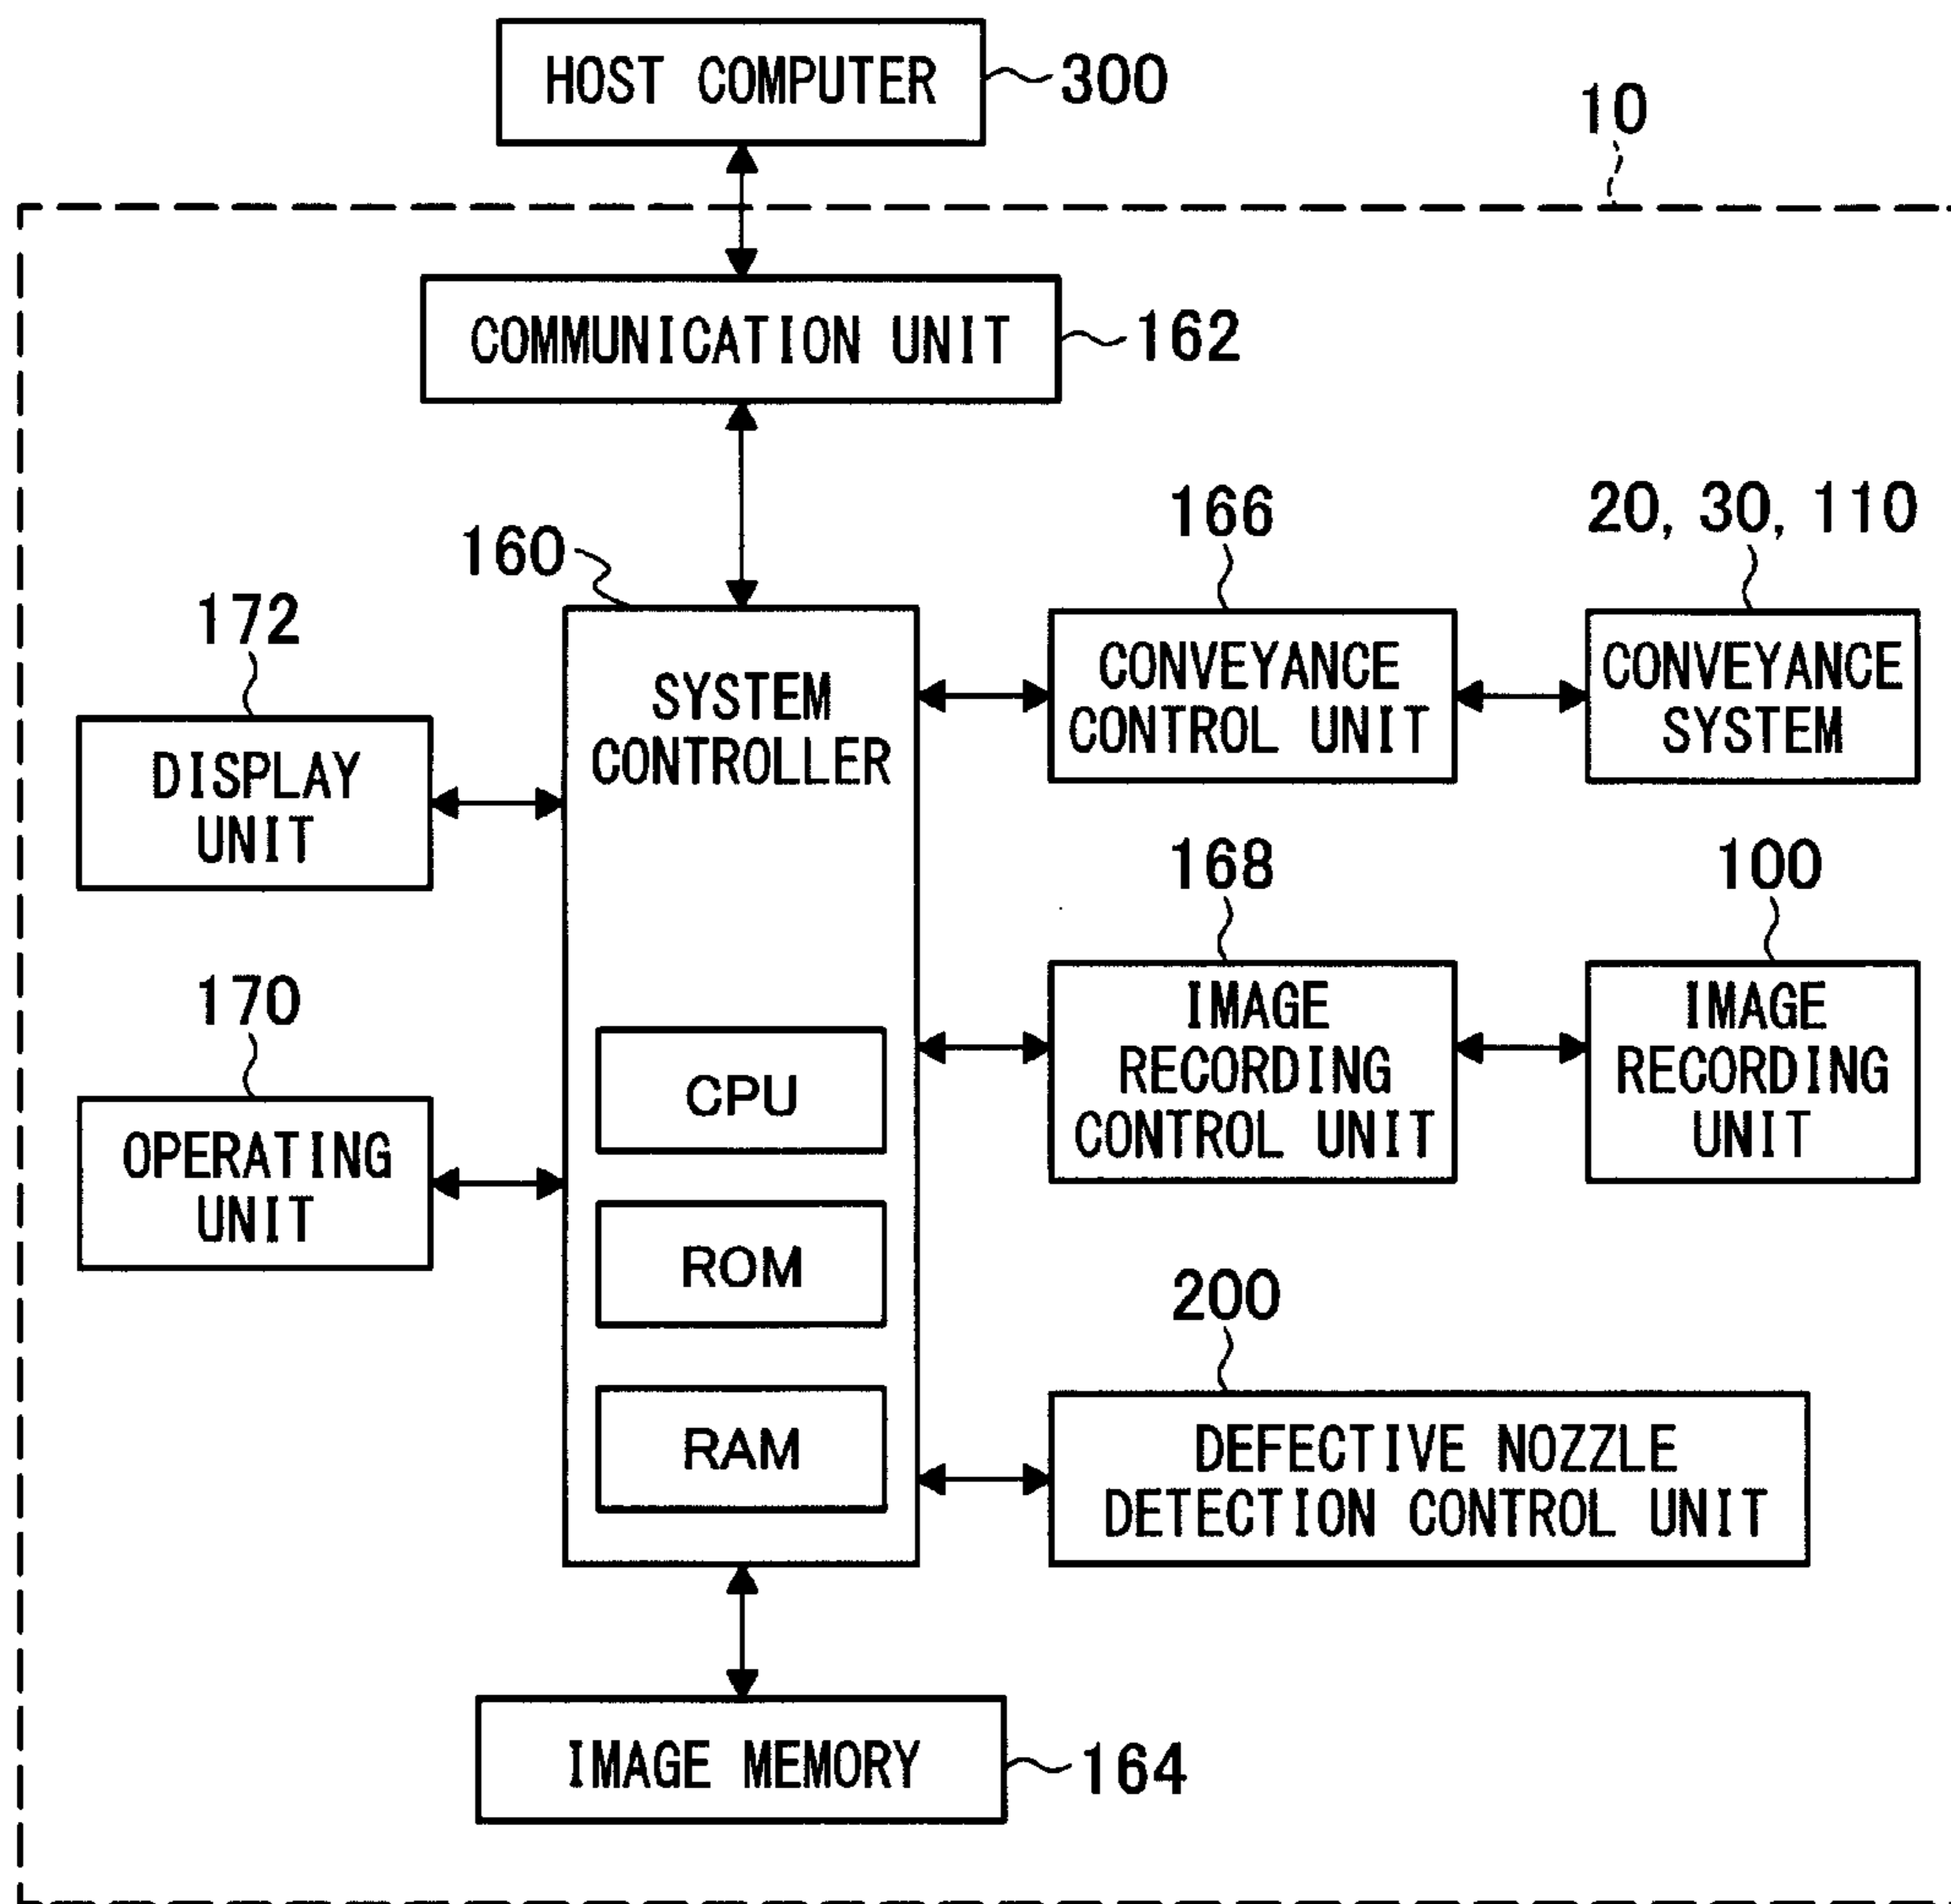 HOST COMPUTER
300
10
COMMUNICATION UNIT
162
160
166
20, 30, 110
172
SYSTEM
CONTROLLER
CONVEYANCE
CONTROL UNIT
CONVEYANCE
SYSTEM
DISPLAY
UNIT
168
100
170
IMAGE
RECORDING
CONTROL UNIT
IMAGE
RECORDING
UNIT
CPU
OPERATING
UNIT
ROM
200
RAM
DEFECTIVE NOZZLE
DETECTION CONTROL UNIT
IMAGE MEMORY
164